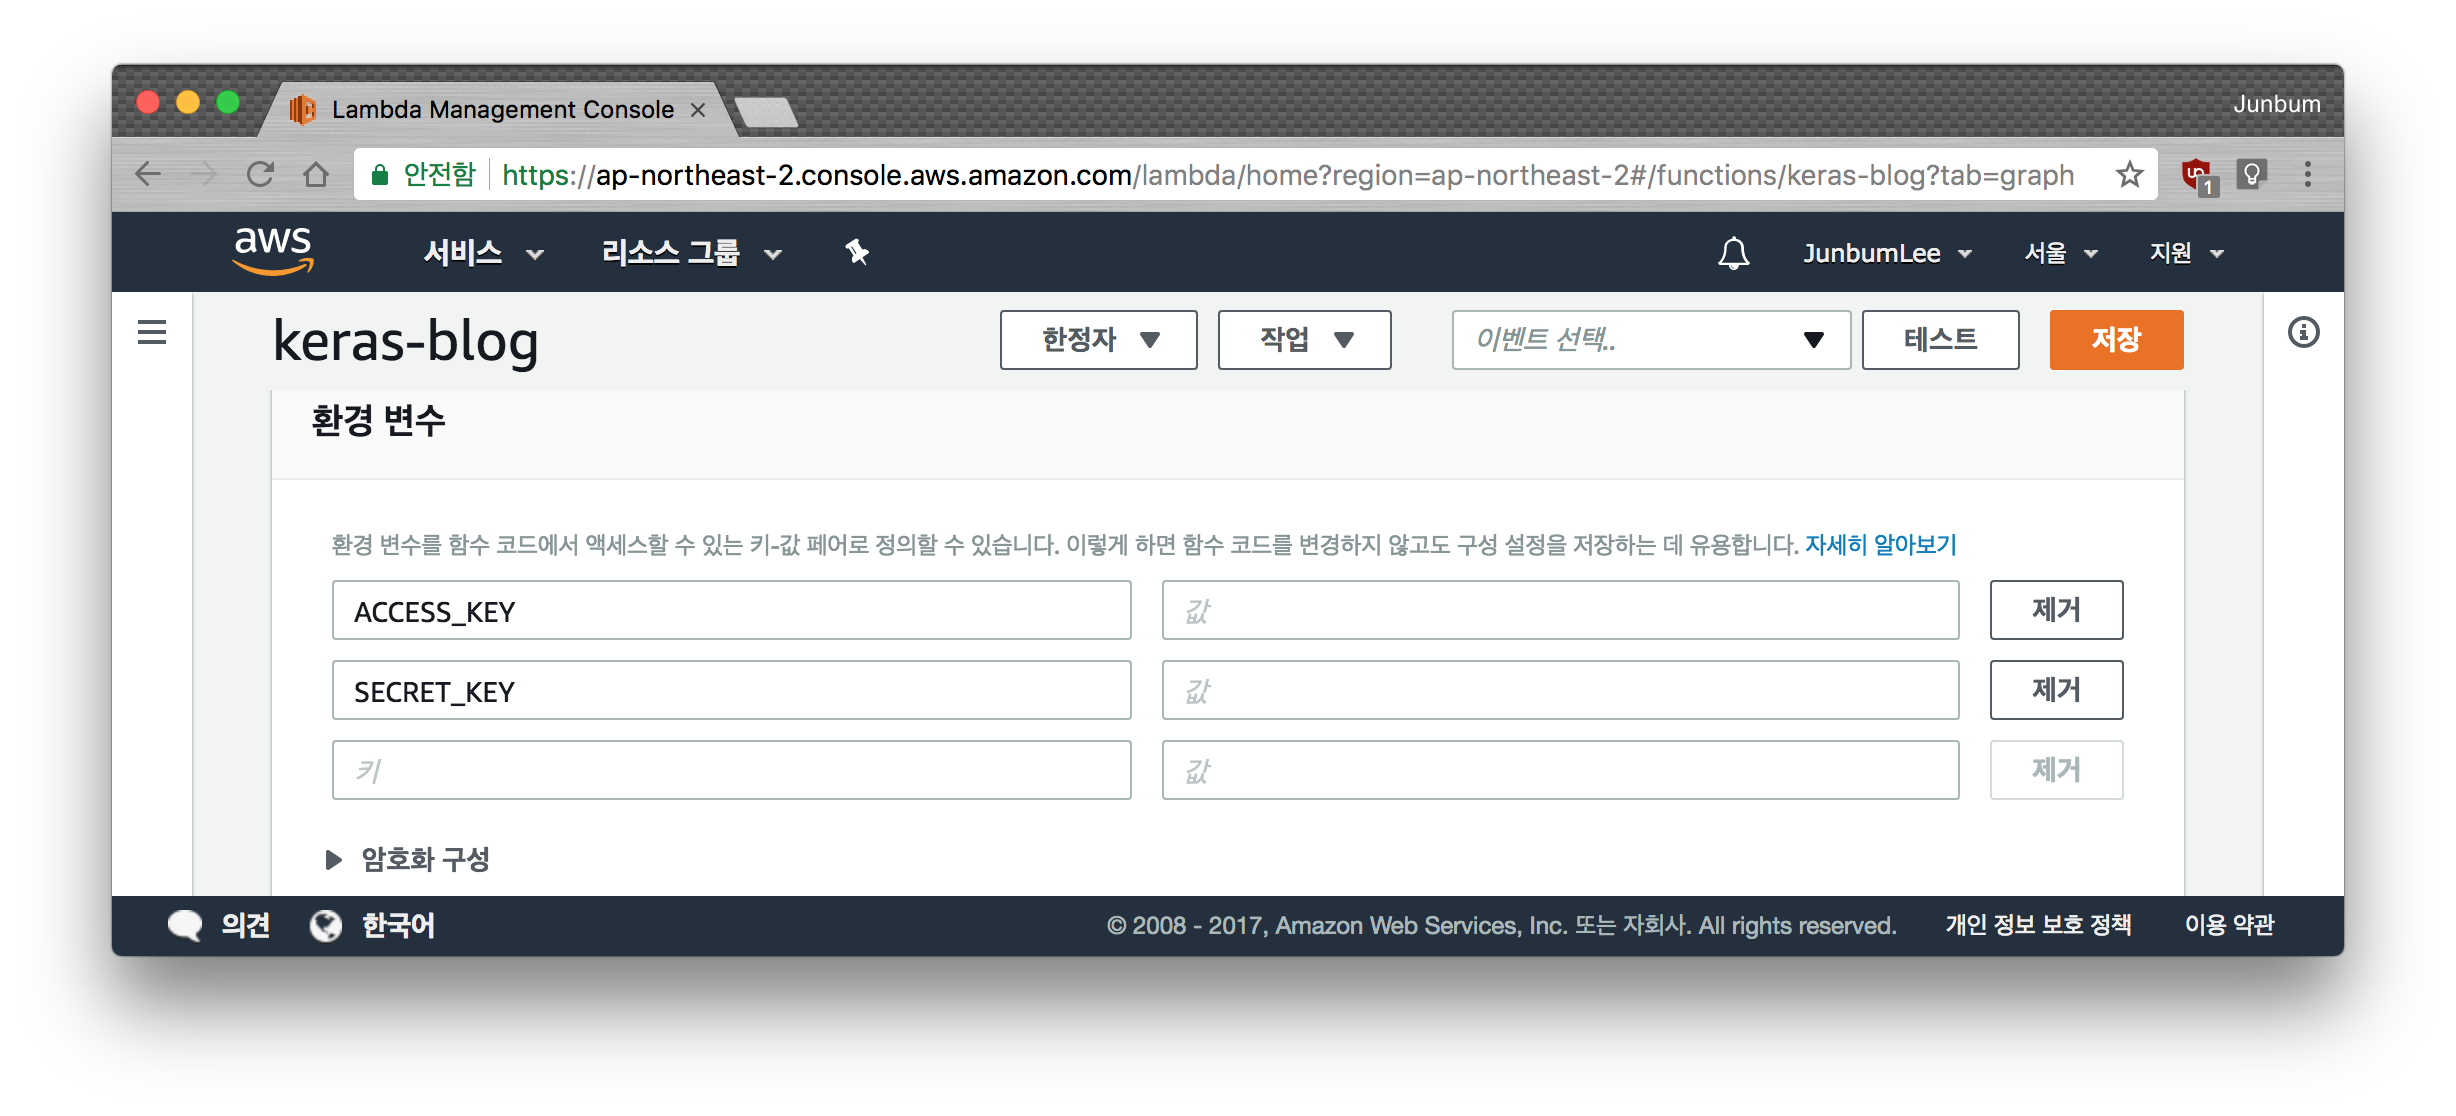 Lambda Management Console
Junbum
안전함 https://ap-northeast-2.console.aws.amazon.com/lambda/home?region=ap-northeast-2#/functions/keras-blog?tab=graph
1
aws 서비스 리소스 그룹 JunbumLee 서울 지원
keras-blog 한정자 작업 이벤트 선택.. 테스트 저장
환경 변수
환경 변수를 함수 코드에서 액세스할 수 있는 키-값 페어로 정의할 수 있습니다. 이렇게 하면 함수 코드를 변경하지 않고도 구성 설정을 저장하는 데 유용합니다. 자세히 알아보기
ACCESS_KEY 값 제거
SECRET_KEY 값 제거
키 값 제거
암호화 구성
의견 한국어 © 2008 - 2017, Amazon Web Services, Inc. 또는 자회사. All rights reserved. 개인 정보 보호 정책 이용 약관